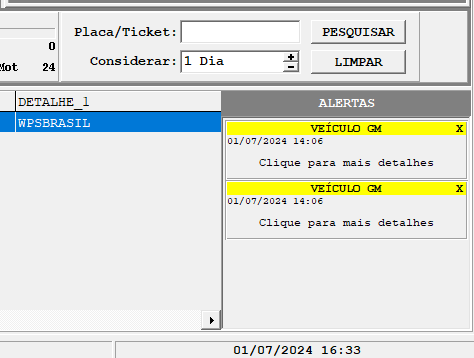 Placa/Ticket:
PESQUISAR
0
Mot 24
Considerar: 1 Dia
LIMPAR
DETALHE_1
ALERTAS
WPSBRASIL
VEÍCULO GM X
01/07/2024 14:06
Clique para mais detalhes
VEÍCULO GM X
01/07/2024 14:06
Clique para mais detalhes
01/07/2024 16:33